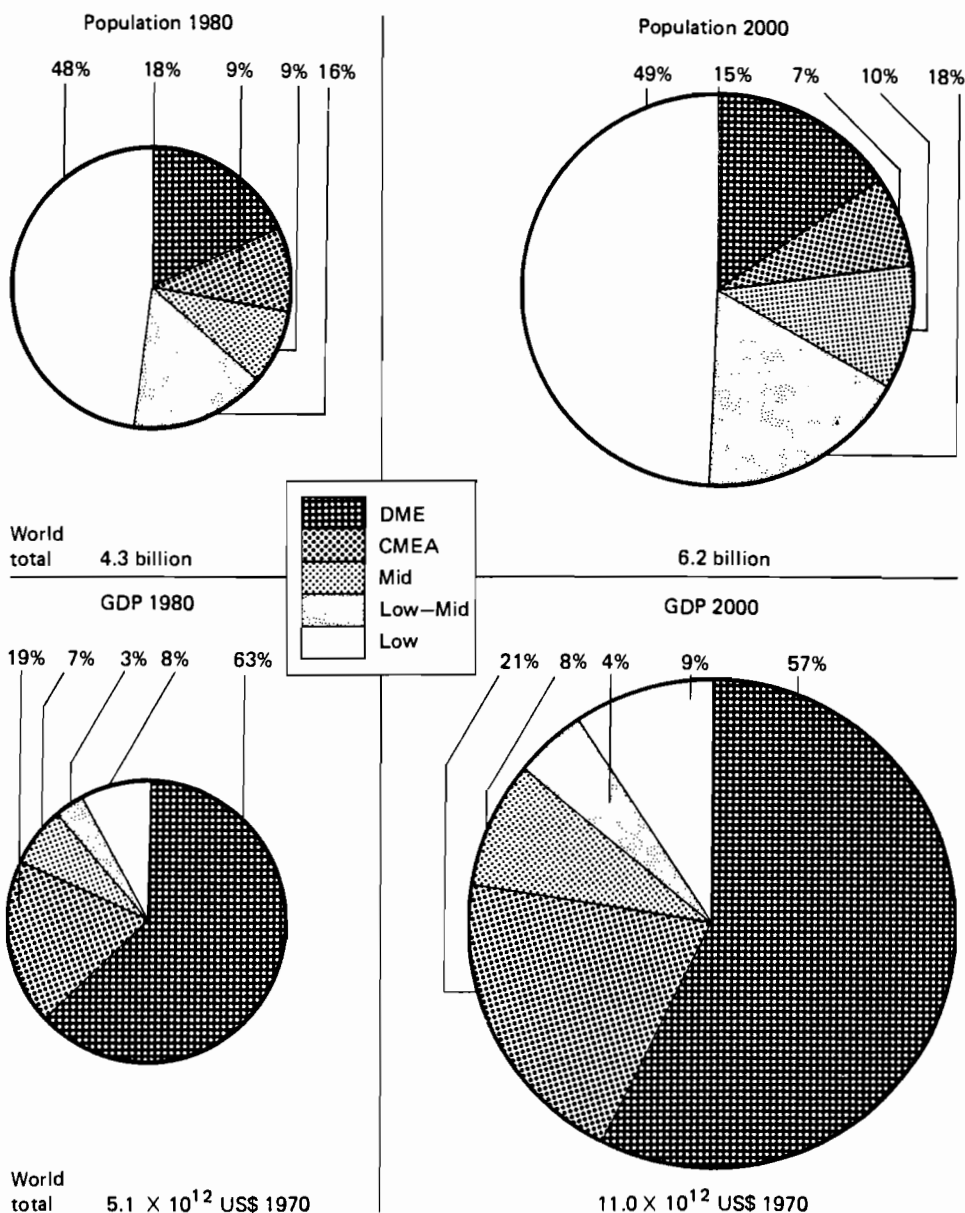 Population 1980
48% 18% 9% 9% 16%
World
total 4.3 billion
Population 2000
49% 15% 7% 10% 18%
6.2 billion
DME
CMEA
Mid
Low—Mid
Low
GDP 1980
19% 7% 3% 8% 63%
World
total 5.1 × 10¹² US$ 1970
GDP 2000
21% 8% 4% 9% 57%
11.0 × 10¹² US$ 1970